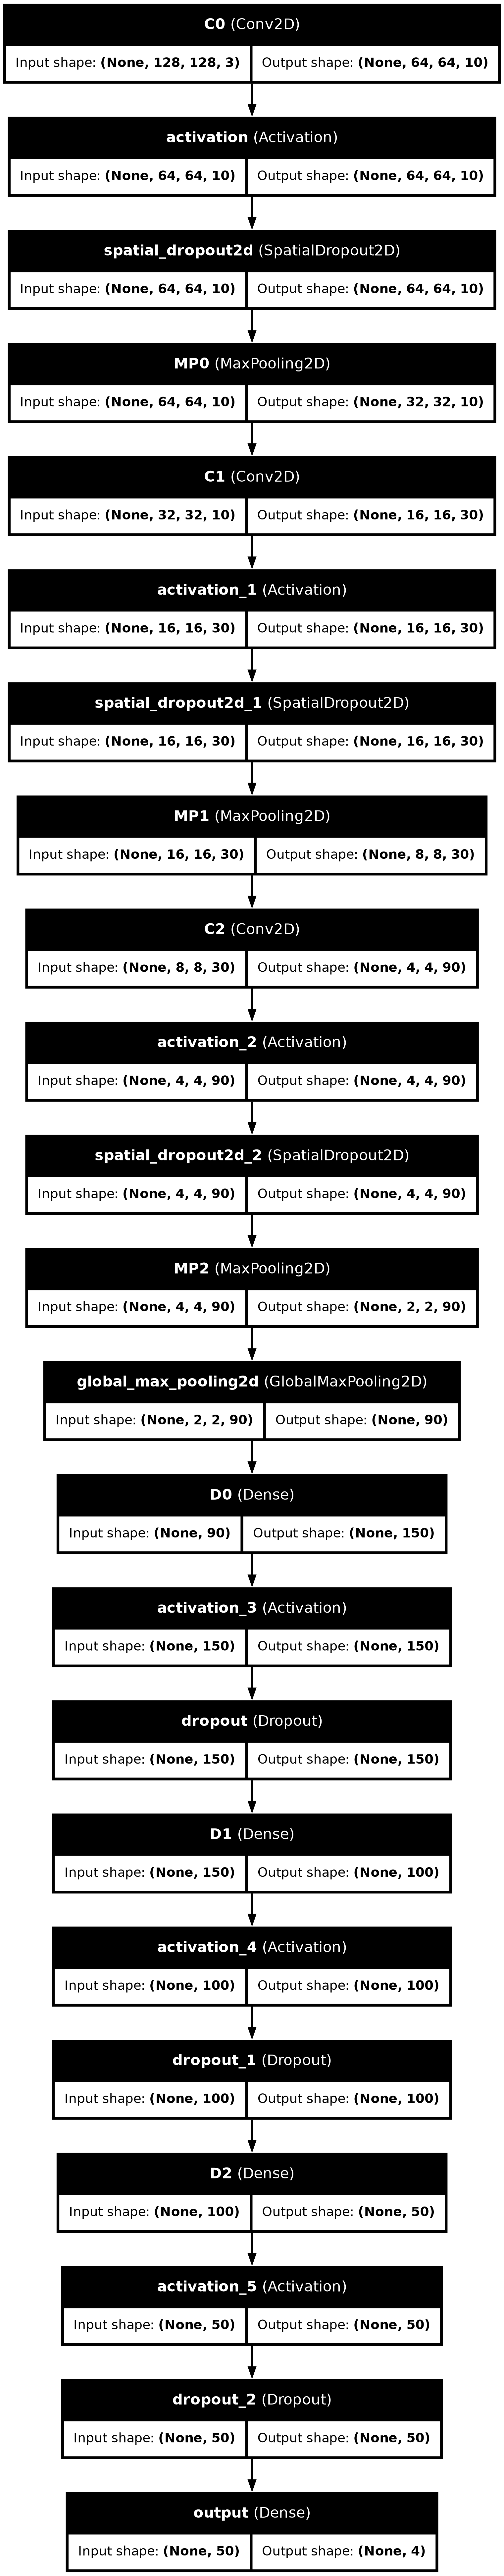 C0 (Conv2D)
Input shape: (None, 128, 128, 3) Output shape: (None, 64, 64, 10)
activation (Activation)
Input shape: (None, 64, 64, 10) Output shape: (None, 64, 64, 10)
spatial_dropout2d (SpatialDropout2D)
Input shape: (None, 64, 64, 10) Output shape: (None, 64, 64, 10)
MP0 (MaxPooling2D)
Input shape: (None, 64, 64, 10) Output shape: (None, 32, 32, 10)
C1 (Conv2D)
Input shape: (None, 32, 32, 10) Output shape: (None, 16, 16, 30)
activation_1 (Activation)
Input shape: (None, 16, 16, 30) Output shape: (None, 16, 16, 30)
spatial_dropout2d_1 (SpatialDropout2D)
Input shape: (None, 16, 16, 30) Output shape: (None, 16, 16, 30)
MP1 (MaxPooling2D)
Input shape: (None, 16, 16, 30) Output shape: (None, 8, 8, 30)
C2 (Conv2D)
Input shape: (None, 8, 8, 30) Output shape: (None, 4, 4, 90)
activation_2 (Activation)
Input shape: (None, 4, 4, 90) Output shape: (None, 4, 4, 90)
spatial_dropout2d_2 (SpatialDropout2D)
Input shape: (None, 4, 4, 90) Output shape: (None, 4, 4, 90)
MP2 (MaxPooling2D)
Input shape: (None, 4, 4, 90) Output shape: (None, 2, 2, 90)
global_max_pooling2d (GlobalMaxPooling2D)
Input shape: (None, 2, 2, 90) Output shape: (None, 90)
D0 (Dense)
Input shape: (None, 90) Output shape: (None, 150)
activation_3 (Activation)
Input shape: (None, 150) Output shape: (None, 150)
dropout (Dropout)
Input shape: (None, 150) Output shape: (None, 150)
D1 (Dense)
Input shape: (None, 150) Output shape: (None, 100)
activation_4 (Activation)
Input shape: (None, 100) Output shape: (None, 100)
dropout_1 (Dropout)
Input shape: (None, 100) Output shape: (None, 100)
D2 (Dense)
Input shape: (None, 100) Output shape: (None, 50)
activation_5 (Activation)
Input shape: (None, 50) Output shape: (None, 50)
dropout_2 (Dropout)
Input shape: (None, 50) Output shape: (None, 50)
output (Dense)
Input shape: (None, 50) Output shape: (None, 4)